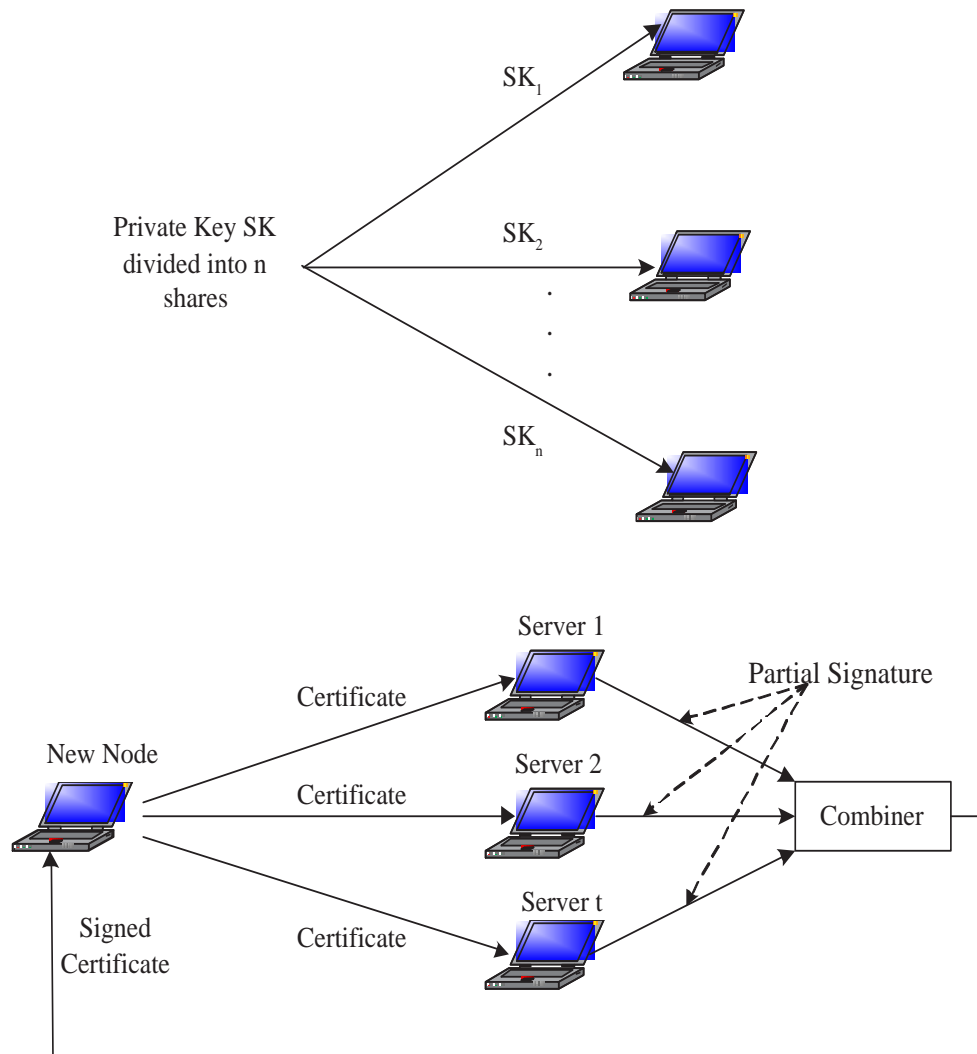 SK1
Private Key SK
divided into n
shares
SK2
.
.
.
SKn
Server 1
Partial Signature
Certificate
New Node
Server 2
Certificate
Combiner
Server t
Signed
Certificate
Certificate